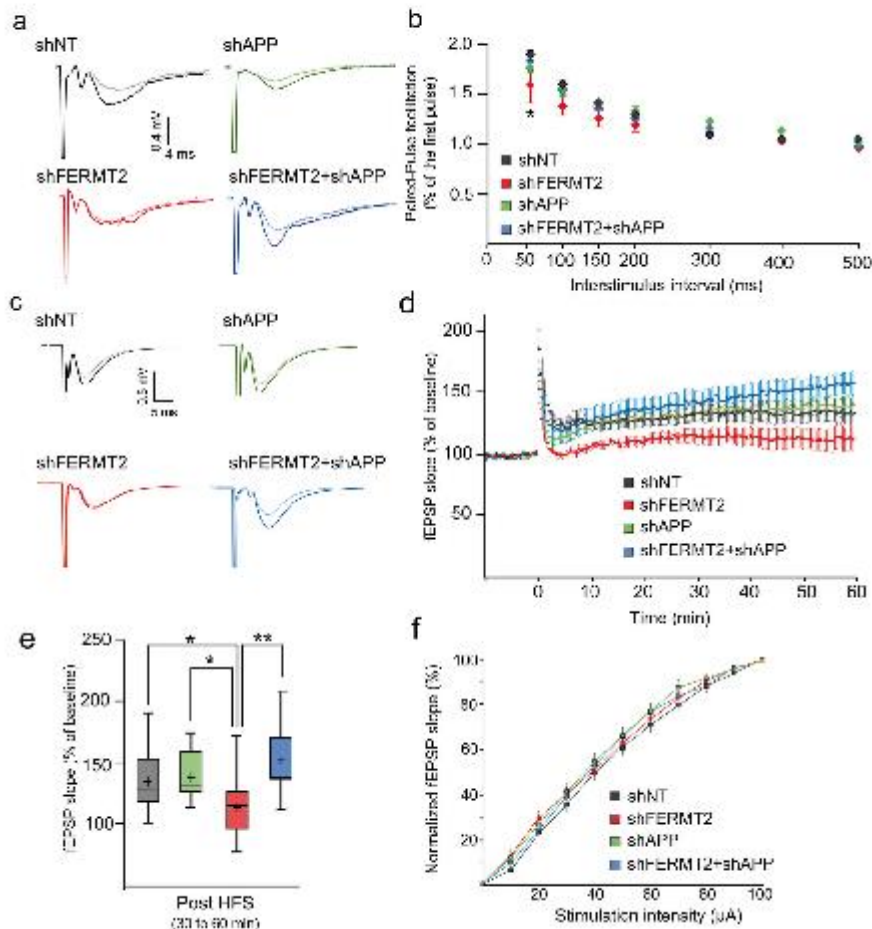 a
shNT
shAPP
0.4 mV
4 ms
shFERMT2
shFERMT2+shAPP
b
Paired-Pulse facilitation
(% of the first pulse)
2.0
1.5
1.0
0.5
*
shNT
shFERMT2
shAPP
shFERMT2+shAPP
0
50
100
150
200
300
400
500
Interstimulus interval (ms)
c
shNT
shAPP
0.5 mV
5 ms
shFERMT2
shFERMT2+shAPP
d
fEPSP slope (% of baseline)
200
150
100
50
shNT
shFERMT2
shAPP
shFERMT2+shAPP
0
10
20
30
40
50
60
Time (min)
e
fEPSP slope (% of baseline)
250
200
150
100
*
*
**
Post HFS
(30 to 60 min)
f
Normalized fEPSP slope (%)
100
80
60
40
20
shNT
shFERMT2
shAPP
shFERMT2+shAPP
20
40
60
80
100
Stimulation intensity (µA)